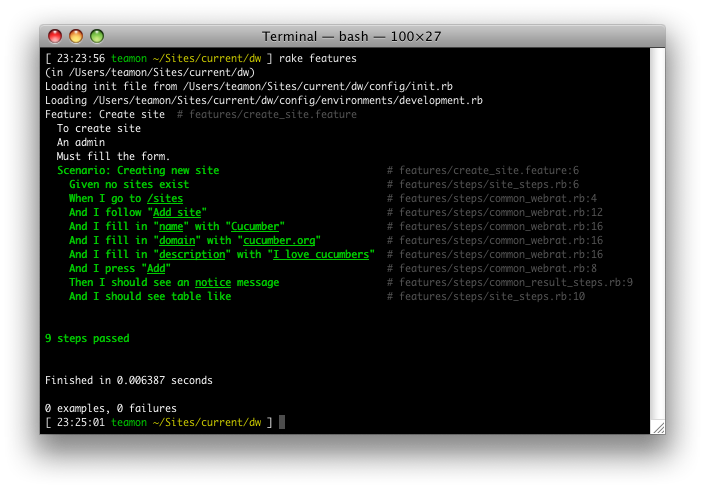 Terminal — bash — 100×27
[ 23:23:56 teamon ~/Sites/current/dw ] rake features
(in /Users/teamon/Sites/current/dw)
Loading init file from /Users/teamon/Sites/current/dw/config/init.rb
Loading /Users/teamon/Sites/current/dw/config/environments/development.rb
Feature: Create site  # features/create_site.feature
  To create site
  An admin
  Must fill the form.
  Scenario: Creating new site                            # features/create_site.feature:6
    Given no sites exist                                 # features/steps/site_steps.rb:6
    When I go to /sites                                  # features/steps/common_webrat.rb:4
    And I follow "Add site"                              # features/steps/common_webrat.rb:12
    And I fill in "name" with "Cucumber"                 # features/steps/common_webrat.rb:16
    And I fill in "domain" with "cucumber.org"           # features/steps/common_webrat.rb:16
    And I fill in "description" with "I love cucumbers"  # features/steps/common_webrat.rb:16
    And I press "Add"                                    # features/steps/common_webrat.rb:8
    Then I should see an notice message                  # features/steps/common_result_steps.rb:9
    And I should see table like                          # features/steps/site_steps.rb:10
9 steps passed
Finished in 0.006387 seconds
0 examples, 0 failures
[ 23:25:01 teamon ~/Sites/current/dw ]